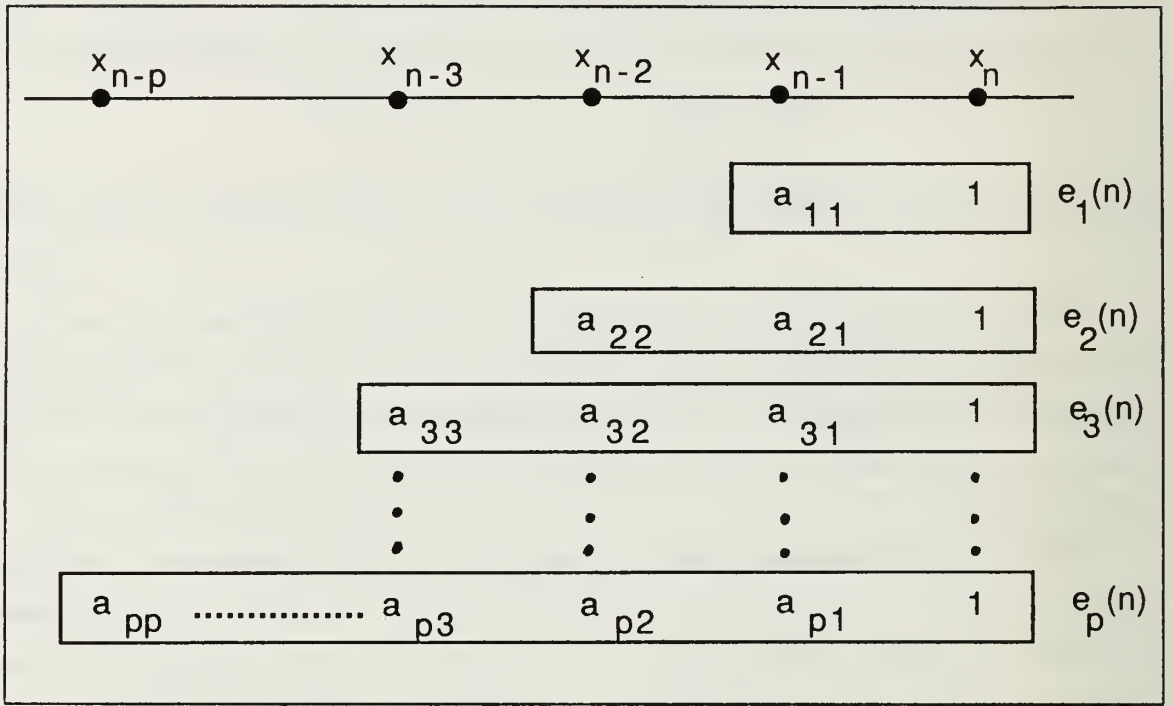 x_{n-p} x_{n-3} x_{n-2} x_{n-1} x_n
a_{11} 1 e_1(n)
a_{22} a_{21} 1 e_2(n)
a_{33} a_{32} a_{31} 1 e_3(n)
a_{pp} .................. a_{p3} a_{p2} a_{p1} 1 e_p(n)